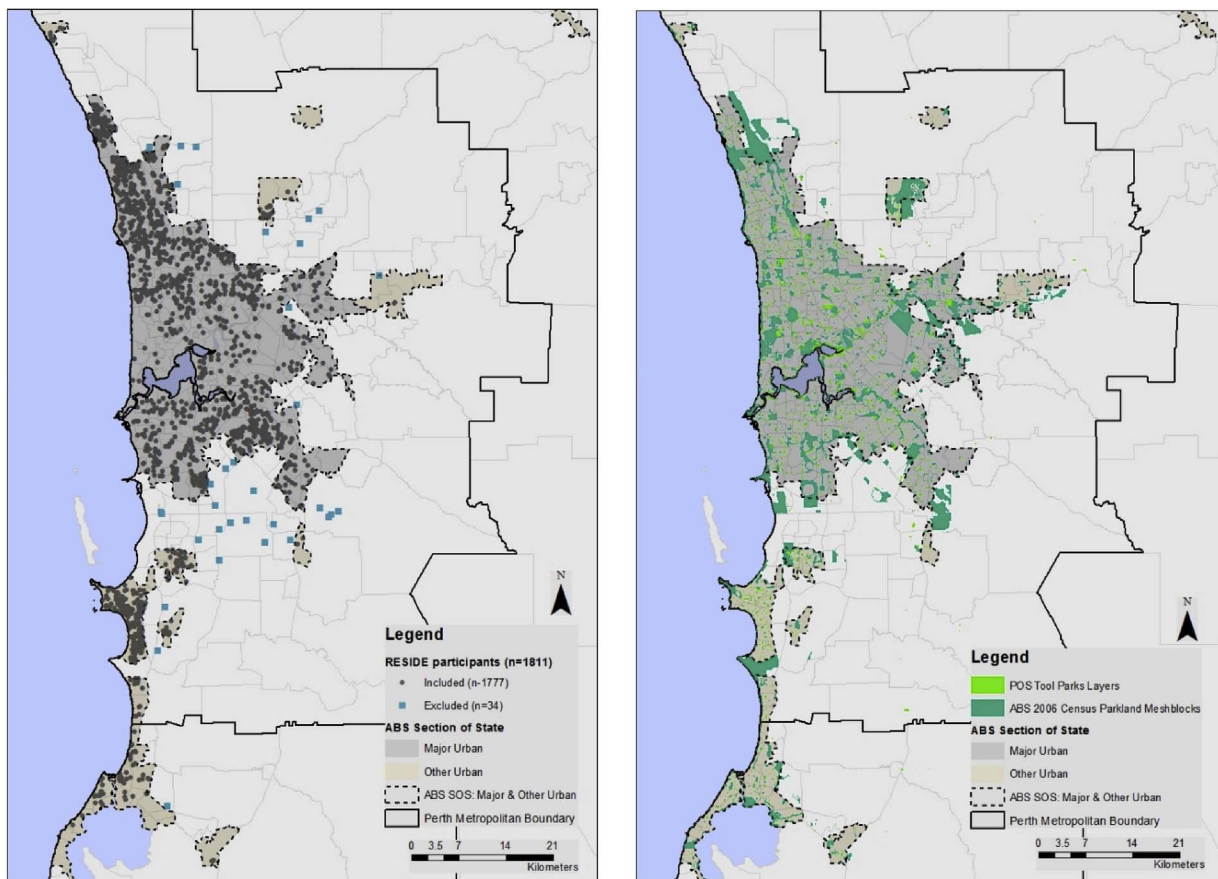 N
Legend
RESIDE participants (n=1811)
Included (n-1777)
Excluded (n=34)
ABS Section of State
Major Urban
Other Urban
ABS SOS: Major & Other Urban
Perth Metropolitan Boundary
0 3.5 7 14 21
Kilometers
N
Legend
POS Tool Parks Layers
ABS 2006 Census Parkland Meshblocks
ABS Section of State
Major Urban
Other Urban
ABS SOS: Major & Other Urban
Perth Metropolitan Boundary
0 3.5 7 14 21
Kilometers